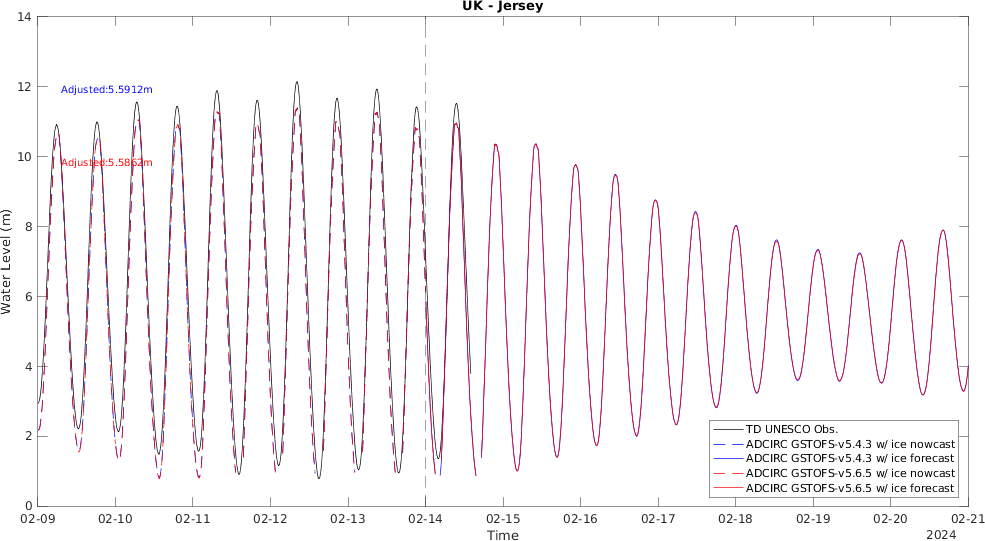 UK - Jersey
14
12
10
8
6
4
2
0
Water Level (m)
Adjusted:5.5912m
Adjusted:5.5862m
TD UNESCO Obs.
ADCIRC GSTOFS-v5.4.3 w/ ice nowcast
ADCIRC GSTOFS-v5.4.3 w/ ice forecast
ADCIRC GSTOFS-v5.6.5 w/ ice nowcast
ADCIRC GSTOFS-v5.6.5 w/ ice forecast
02-09 02-10 02-11 02-12 02-13 02-14 02-15 02-16 02-17 02-18 02-19 02-20 02-21
Time
2024